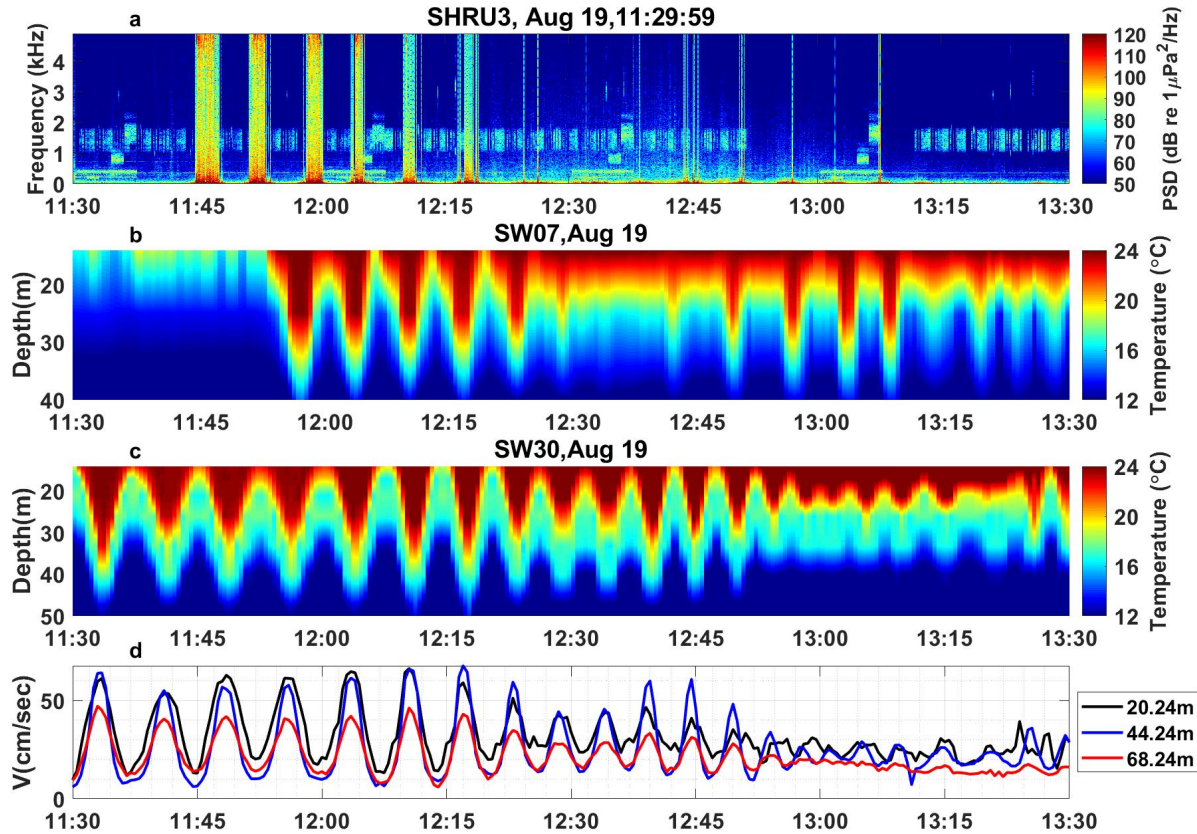 a
SHRU3, Aug 19,11:29:59
Frequency (kHz)
4
3
2
1
0
11:30 11:45 12:00 12:15 12:30 12:45 13:00 13:15 13:30
120
110
100
90
80
70
60
50
PSD (dB re 1μPa²/Hz)
b
SW07,Aug 19
Depth(m)
20
30
40
11:30 11:45 12:00 12:15 12:30 12:45 13:00 13:15 13:30
24
22
20
18
16
14
12
Temperature (°C)
c
SW30,Aug 19
Depth(m)
20
30
40
50
11:30 11:45 12:00 12:15 12:30 12:45 13:00 13:15 13:30
24
22
20
18
16
14
12
Temperature (°C)
d
V(cm/sec)
50
0
11:30 11:45 12:00 12:15 12:30 12:45 13:00 13:15 13:30
20.24m
44.24m
68.24m